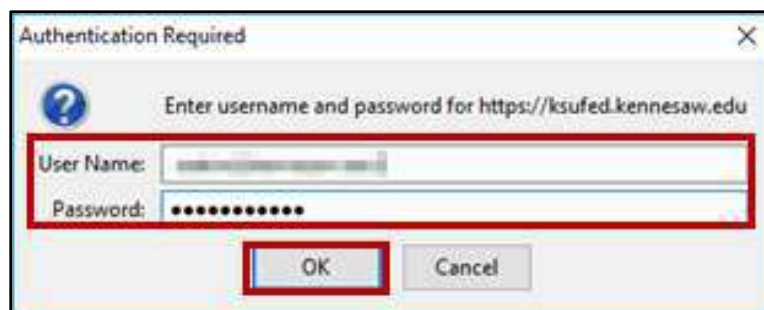 Authentication Required
Enter username and password for https://ksufed.kennesaw.edu
User Name:
Password: •••••••••••
OK Cancel